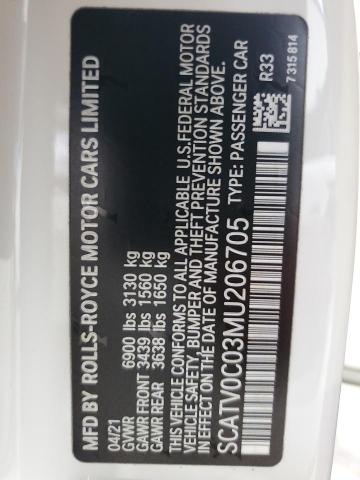 MFD BY ROLLS-ROYCE MOTOR CARS LIMITED
04/21
GVWR 6900 lbs 3130 kg
GAWR FRONT 3439 lbs 1560 kg
GAWR REAR 3638 lbs 1650 kg
THIS VEHICLE CONFORMS TO ALL APPLICABLE U.S. FEDERAL MOTOR
VEHICLE SAFETY, BUMPER AND THEFT PREVENTION STANDARDS
IN EFFECT ON THE DATE OF MANUFACTURE SHOWN ABOVE.
SCATV0C03MU206705 TYPE: PASSENGER CAR
R33
7 315 814